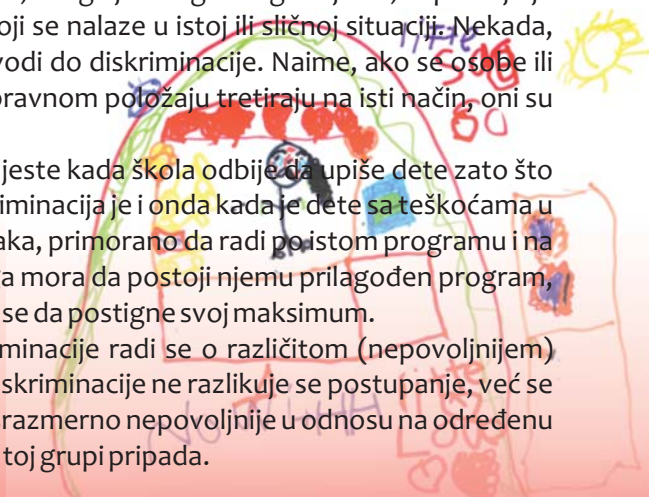 oji se nalaze u istoj ili sličnoj situaciji. Nekada,
vodi do diskriminacije. Naime, ako se osobe ili
pravnom položaju tretiraju na isti način, oni su
jeste kada škola odbije da upiše dete zato što
iminacija je i onda kada je dete sa teškoćama u
aka, primorano da radi po istom programu i na
ga mora da postoji njemu prilagođen program,
se da postigne svoj maksimum.
minacije radi se o različitom (nepovoljnijem)
skriminacije ne razlikuje se postupanje, već se
srazmerno nepovoljnije u odnosu na određenu
toj grupi pripada.